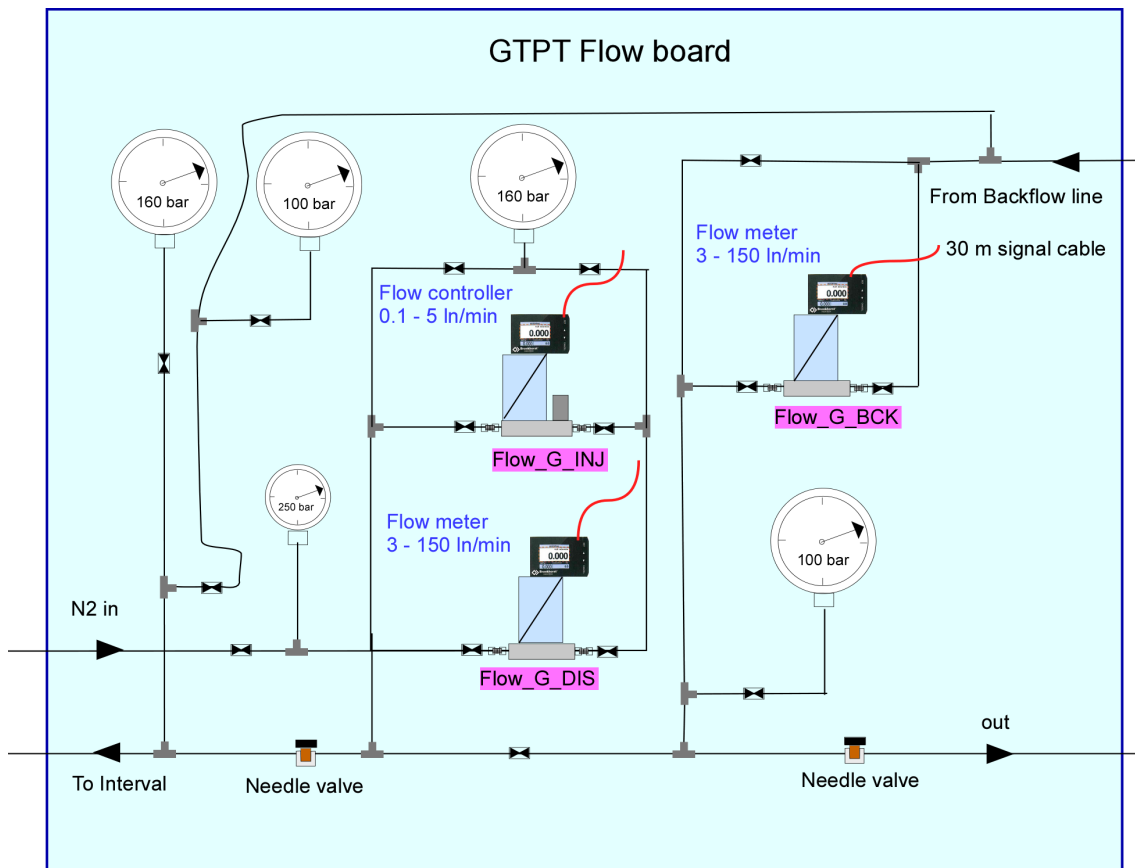 GTPT Flow board
160 bar
100 bar
160 bar
From Backflow line
Flow meter
3 - 150 ln/min
30 m signal cable
Flow controller
0.1 - 5 ln/min
0.000
0.000
Flow_G_BCK
Flow_G_INJ
250 bar
Flow meter
3 - 150 ln/min
0.000
100 bar
N2 in
Flow_G_DIS
out
To Interval
Needle valve
Needle valve